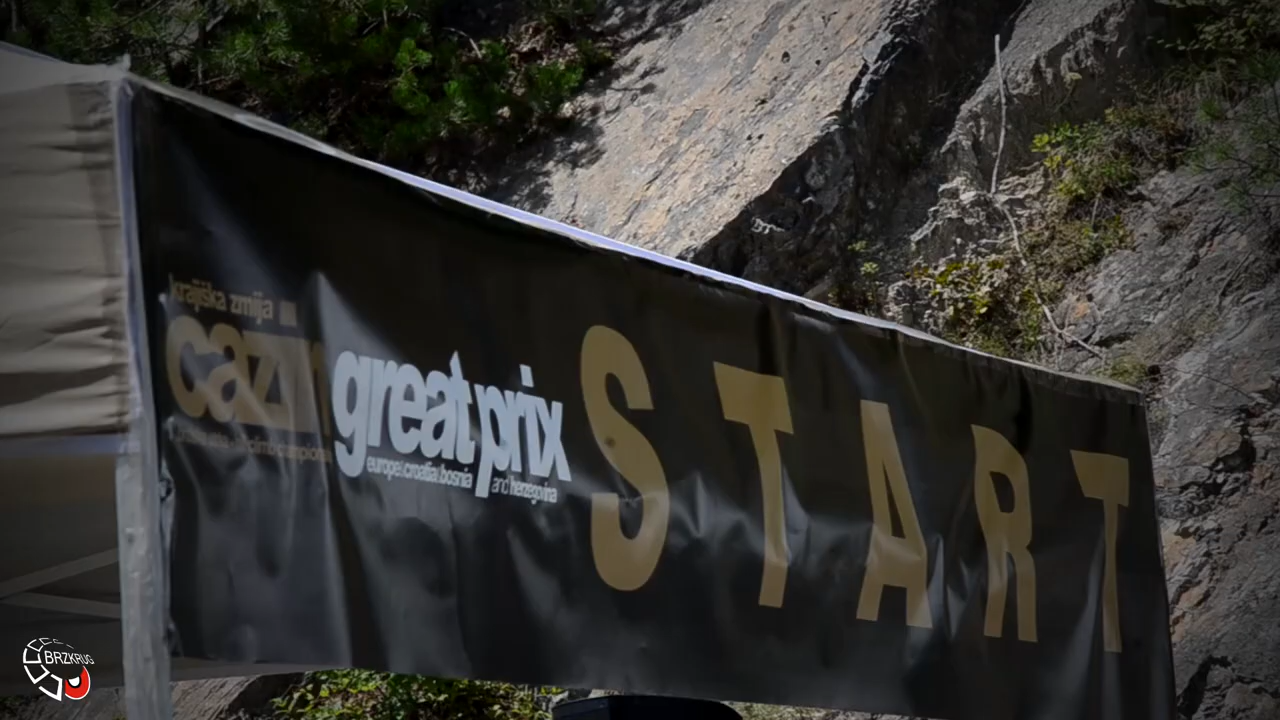 krajiška zmija
cazin
great prix
europe|croatia|bosnia and herzegovina
START
BRZKRUG